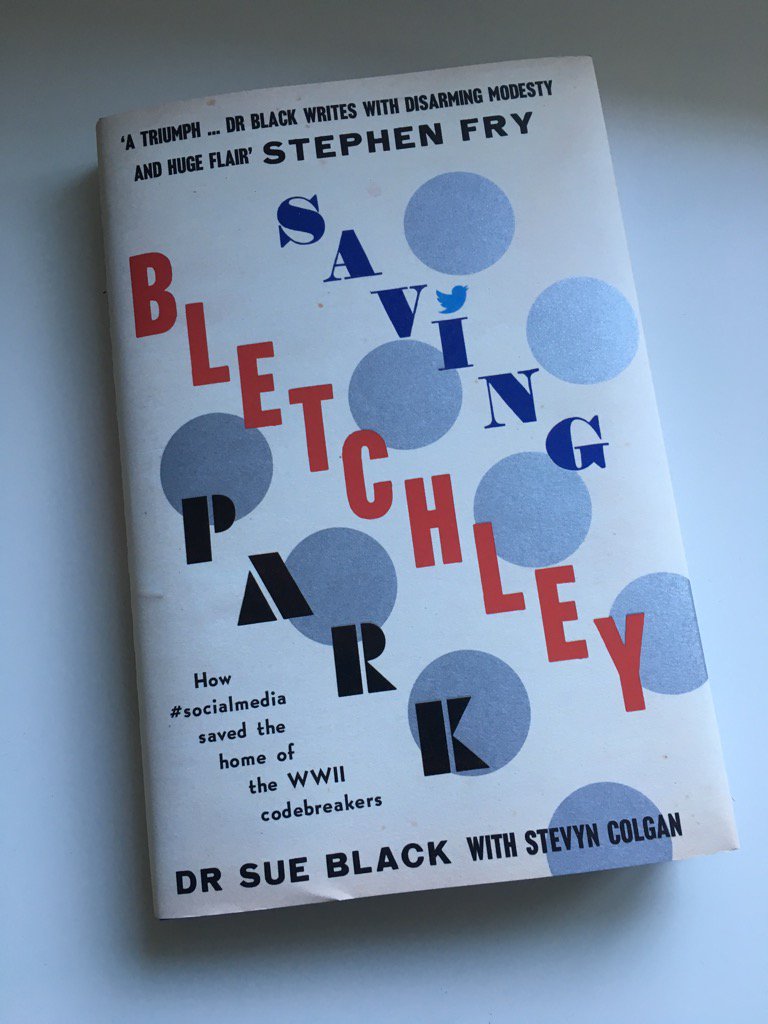 'A TRIUMPH ... DR BLACK WRITES WITH DISARMING MODESTY
AND HUGE FLAIR' STEPHEN FRY
SAVING
BLETCHLEY
PARK
How
#socialmedia
saved the
home of
the WWII
codebreakers
DR SUE BLACK WITH STEVYN COLGAN